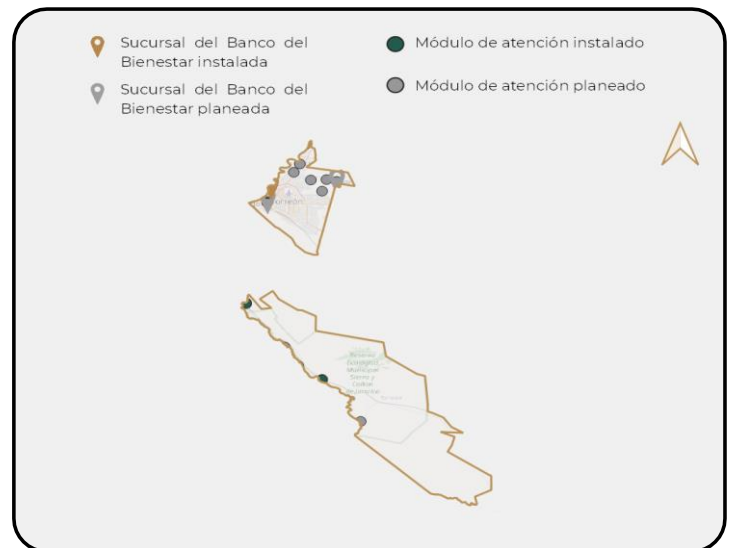 Sucursal del Banco del
Bienestar instalada
Sucursal del Banco del
Bienestar planeada
Módulo de atención instalado
Módulo de atención planeado